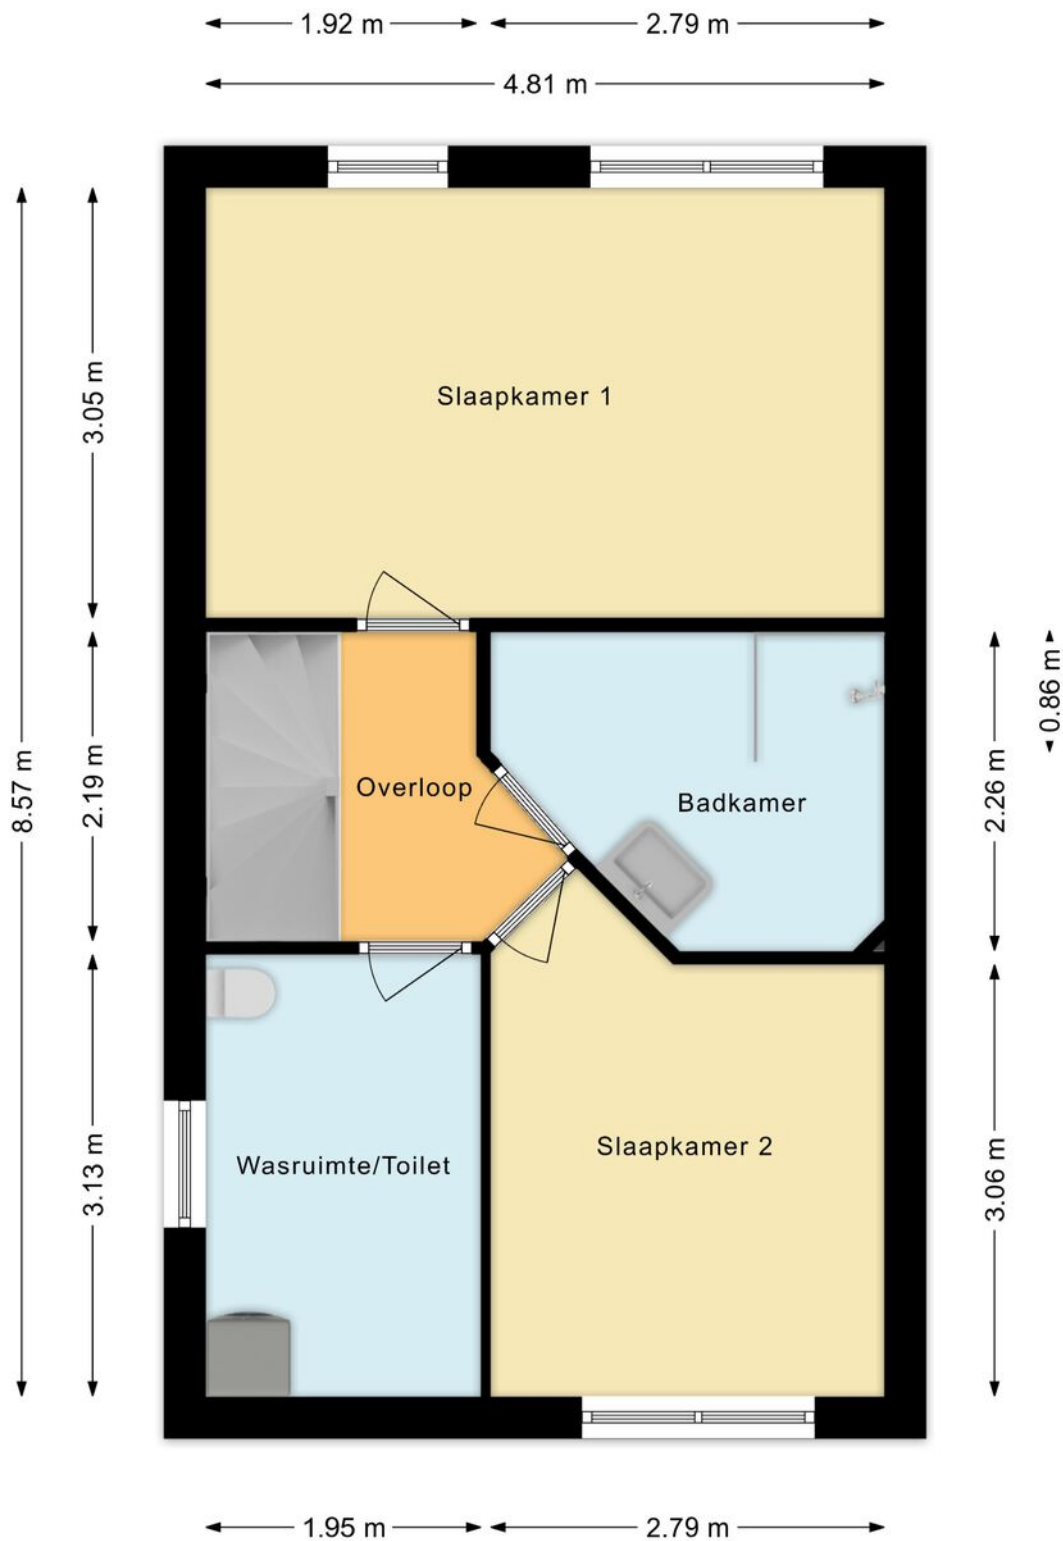 1.92 m
2.79 m
4.81 m
Slaapkamer 1
3.05 m
8.57 m
2.19 m
Overloop
Badkamer
2.26 m
0.86 m
Slaapkamer 2
Wasruimte/Toilet
3.13 m
3.06 m
1.95 m
2.79 m